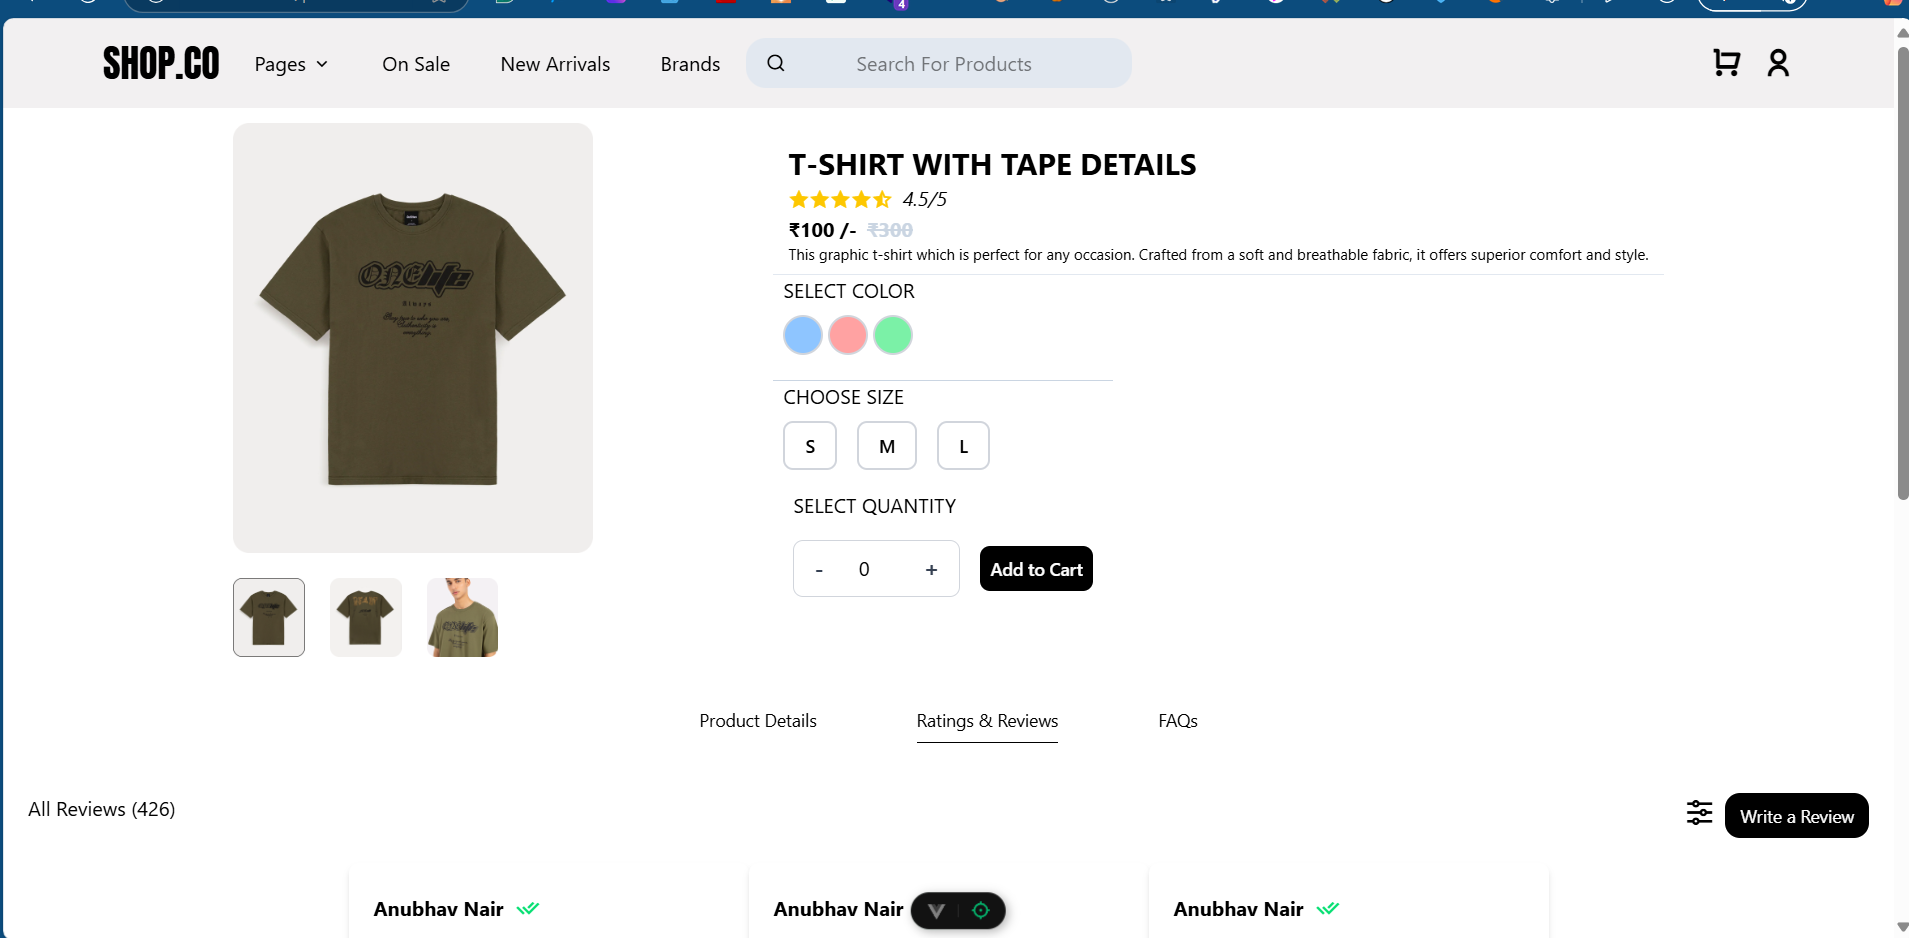 4
SHOP.CO
Pages
On Sale
New Arrivals
Brands
Search For Products
T-SHIRT WITH TAPE DETAILS
4.5/5
₹100 /- ₹300
This graphic t-shirt which is perfect for any occasion. Crafted from a soft and breathable fabric, it offers superior comfort and style.
SELECT COLOR
CHOOSE SIZE
S
M
L
SELECT QUANTITY
- 0 +
Add to Cart
ONElife
Always
Product Details
Ratings & Reviews
FAQs
All Reviews (426)
Write a Review
Anubhav Nair
Anubhav Nair
Anubhav Nair